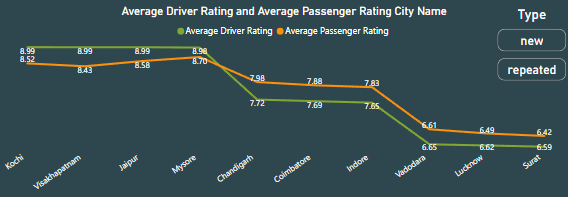 Average Driver Rating and Average Passenger Rating City Name
Type
Average Driver Rating Average Passenger Rating
new
repeated
8.99 8.99 8.99 8.98
8.52 8.43 8.58 8.70
7.98 7.88 7.83
7.72 7.69 7.65
6.61 6.49 6.42
6.65 6.62 6.59
Kochi Visakhapatnam Jaipur Mysore Chandigarh Coimbatore Indore Vadodara Lucknow Surat